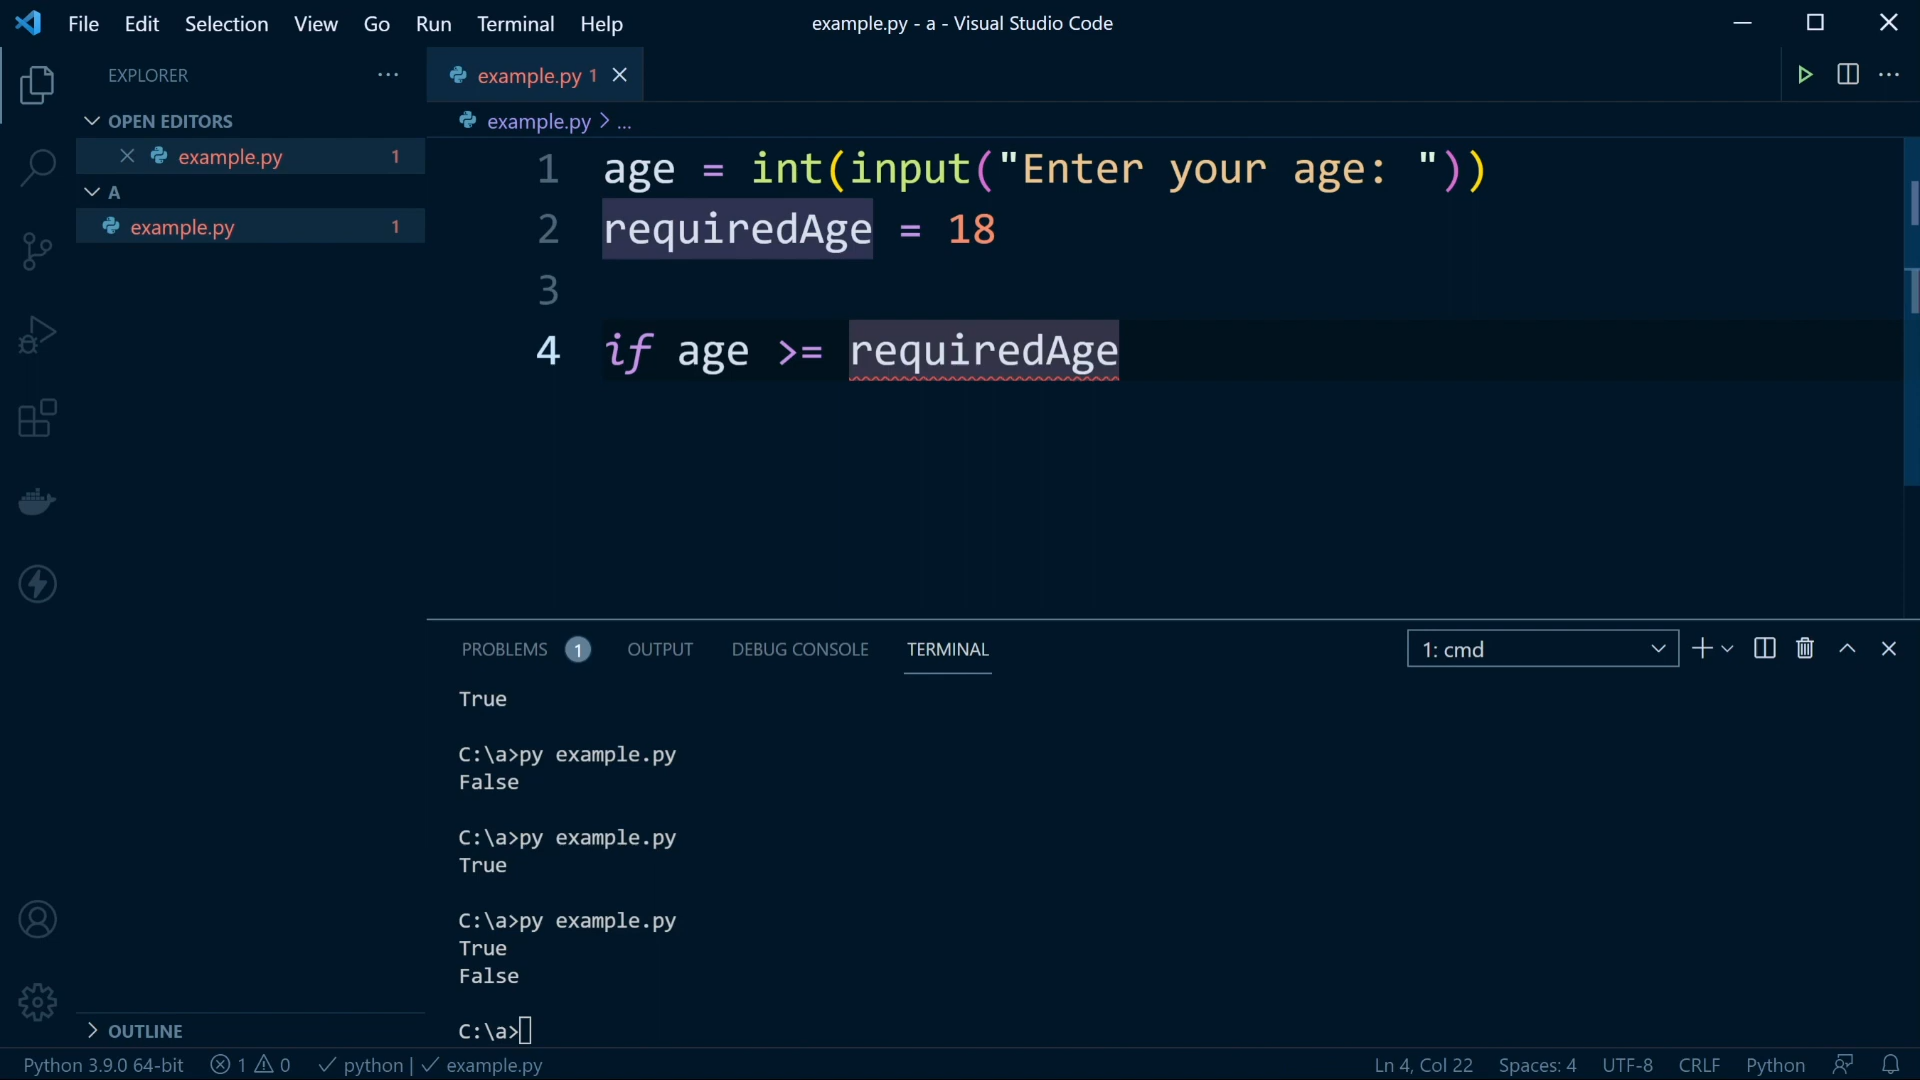 File Edit Selection View Go Run Terminal Help
example.py - a - Visual Studio Code
EXPLORER
OPEN EDITORS
example.py 1
A
example.py 1
example.py 1
example.py > ...
1 age = int(input("Enter your age: "))
2 requiredAge = 18
3
4 if age >= requiredAge
PROBLEMS 1 OUTPUT DEBUG CONSOLE TERMINAL
1: cmd
True
C:\a>py example.py
False
C:\a>py example.py
True
C:\a>py example.py
True
False
C:\a>
OUTLINE
Python 3.9.0 64-bit 1 0 python | example.py Ln 4, Col 22 Spaces: 4 UTF-8 CRLF Python